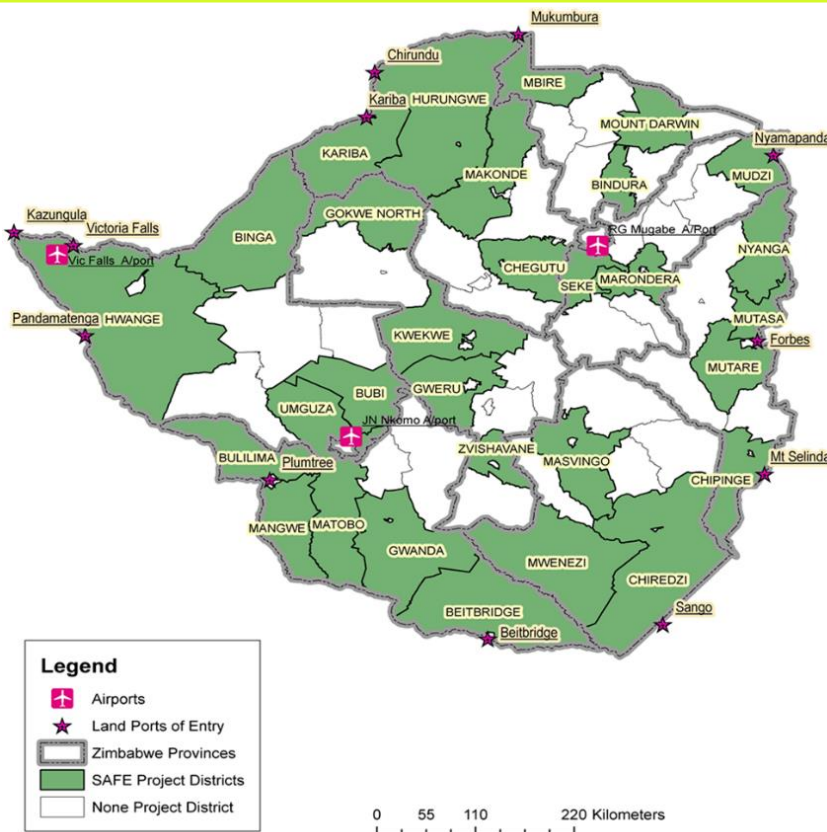 Mukumbura
Chirundu
MBIRE
Kariba
HURUNGWE
MOUNT DARWIN
Nyamapanda
KARIBA
MAKONDE
BINDURA
MUDZI
Kazungula
Victoria Falls
BINGA
GOKWE NORTH
RG Mugabe A/Port
NYANGA
Vic Falls A/port
CHEGUTU
SEKE
MARONDERA
Pandamatenga
HWANGE
MUTASA
KWEKWE
Forbes
MUTARE
GWERU
BUBI
UMGUZA
JN Nkomo A/port
ZVISHAVANE
BULILIMA
Plumtree
MASVINGO
Mt Selinda
CHIPINGE
MANGWE
MATOBO
GWANDA
MWENEZI
CHIREDZI
BEITBRIDGE
Sango
Beitbridge
Legend
Airports
Land Ports of Entry
Zimbabwe Provinces
SAFE Project Districts
None Project District
0 55 110 220 Kilometers